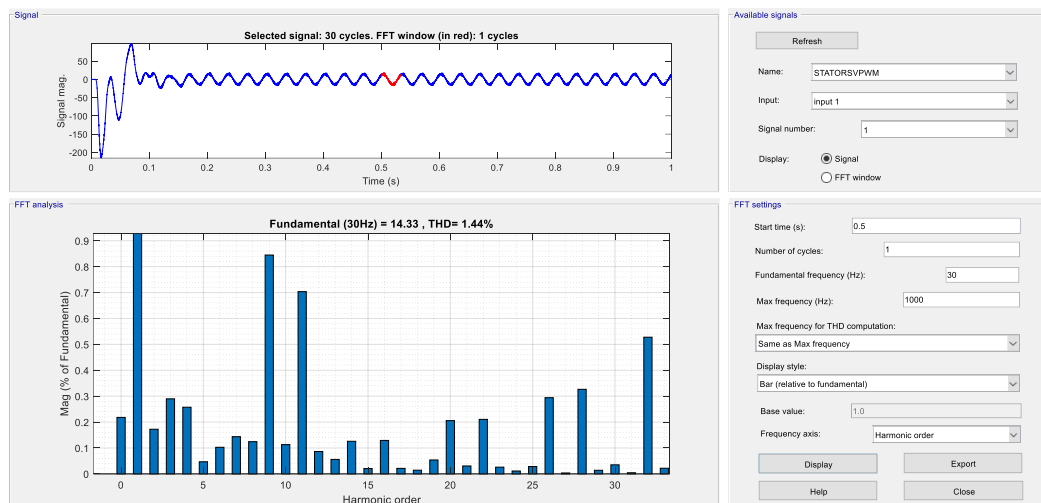 Signal
Selected signal: 30 cycles. FFT window (in red): 1 cycles
Signal mag.
50
0
-50
-100
-150
-200
0 0.1 0.2 0.3 0.4 0.5 0.6 0.7 0.8 0.9 1
Time (s)
FFT analysis
Fundamental (30Hz) = 14.33 , THD= 1.44%
Mag (% of Fundamental)
0.9
0.8
0.7
0.6
0.5
0.4
0.3
0.2
0.1
0
0 5 10 15 20 25 30
Harmonic order
Available signals
Refresh
Name: STATORSVPWM
Input: input 1
Signal number: 1
Display: Signal
FFT window
FFT settings
Start time (s): 0.5
Number of cycles: 1
Fundamental frequency (Hz): 30
Max frequency (Hz): 1000
Max frequency for THD computation:
Same as Max frequency
Display style:
Bar (relative to fundamental)
Base value: 1.0
Frequency axis: Harmonic order
Display Export
Help Close